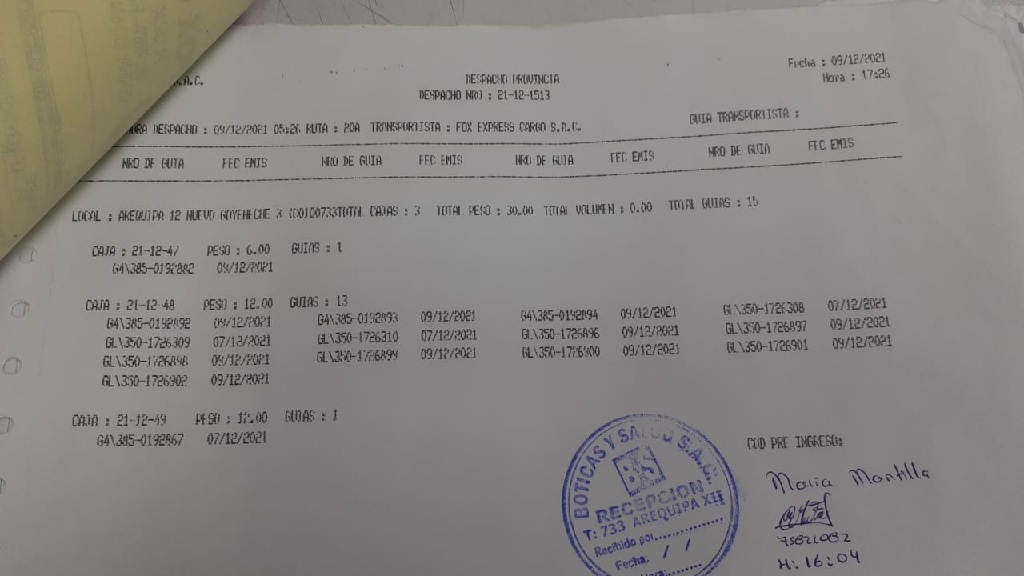 S.A.C.
DESPACHO PROVINCIA
Fecha : 09/12/2021
DESPACHO NRO : 21-12-1513
Hora : 17:26
HORA DESPACHO : 09/12/2021 05:26 RUTA : 20A TRANSPORTISTA : FOX EXPRESS CARGO S.A.C. GUIA TRANSPORTISTA :
NRO DE GUIA FEC EMIS NRO DE GUIA FEC EMIS NRO DE GUIA FEC EMIS NRO DE GUIA FEC EMIS
LOCAL : AREQUIPA 12 NUEVO GOYENECHE 3 TOTAL CAJAS : 3 TOTAL PESO : 30.00 TOTAL VOLUMEN : 0.00 TOTAL GUIAS : 15
CAJA : 21-12-47 PESO : 6.00 GUIAS : 1
G4\385-0192882 09/12/2021
CAJA : 21-12-48 PESO : 12.00 GUIAS : 13
G4\385-0192892 09/12/2021 G4\385-0192893 09/12/2021 G4\385-0192894 09/12/2021 GL\350-1726308 07/12/2021
GL\350-1726309 07/12/2021 GL\350-1726310 07/12/2021 GL\350-1726896 09/12/2021 GL\350-1726897 09/12/2021
GL\350-1726898 09/12/2021 GL\350-1726899 09/12/2021 GL\350-1726900 09/12/2021 GL\350-1726901 09/12/2021
GL\350-1726902 09/12/2021
CAJA : 21-12-49 PESO : 12.00 GUIAS : 1
G4\385-0192867 07/12/2021
BOTICAS Y SALUD S.A.C.
RECEPCION
T: 733 AREQUIPA XII
Recibido por
Fecha: / /
Hora:
COD PRE INGRESO:
Maria Mantilla
H: 16:04